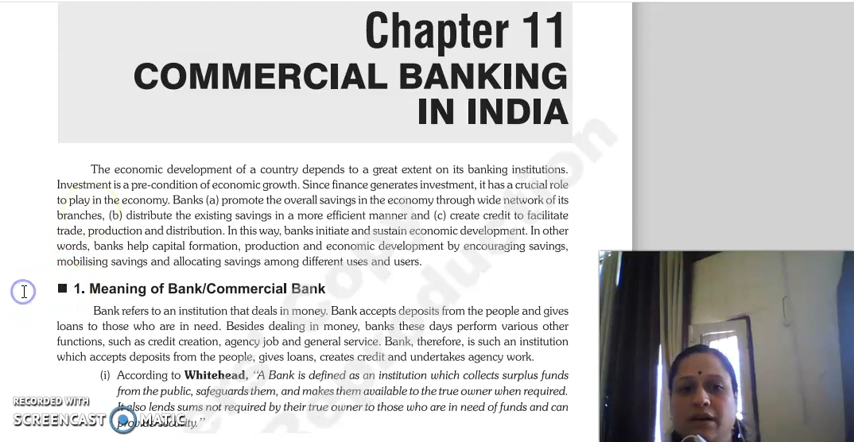 Chapter 11
COMMERCIAL BANKING
IN INDIA
The economic development of a country depends to a great extent on its banking institutions.
Investment is a pre-condition of economic growth. Since finance generates investment, it has a crucial role
to play in the economy. Banks (a) promote the overall savings in the economy through wide network of its
branches, (b) distribute the existing savings in a more efficient manner and (c) create credit to facilitate
trade, production and distribution. In this way, banks initiate and sustain economic development. In other
words, banks help capital formation, production and economic development by encouraging savings,
mobilising savings and allocating savings among different uses and users.
■ 1. Meaning of Bank/Commercial Bank
Bank refers to an institution that deals in money. Bank accepts deposits from the people and gives
loans to those who are in need. Besides dealing in money, banks these days perform various other
functions, such as credit creation, agency job and general service. Bank, therefore, is such an institution
which accepts deposits from the people, gives loans, creates credit and undertakes agency work.
(i) According to Whitehead, "A Bank is defined as an institution which collects surplus funds
from the public, safeguards them, and makes them available to the true owner when required.
It also lends sums not required by their true owner to those who are in need of funds and can
RECORDED WITH
SCREENCAST MATIC